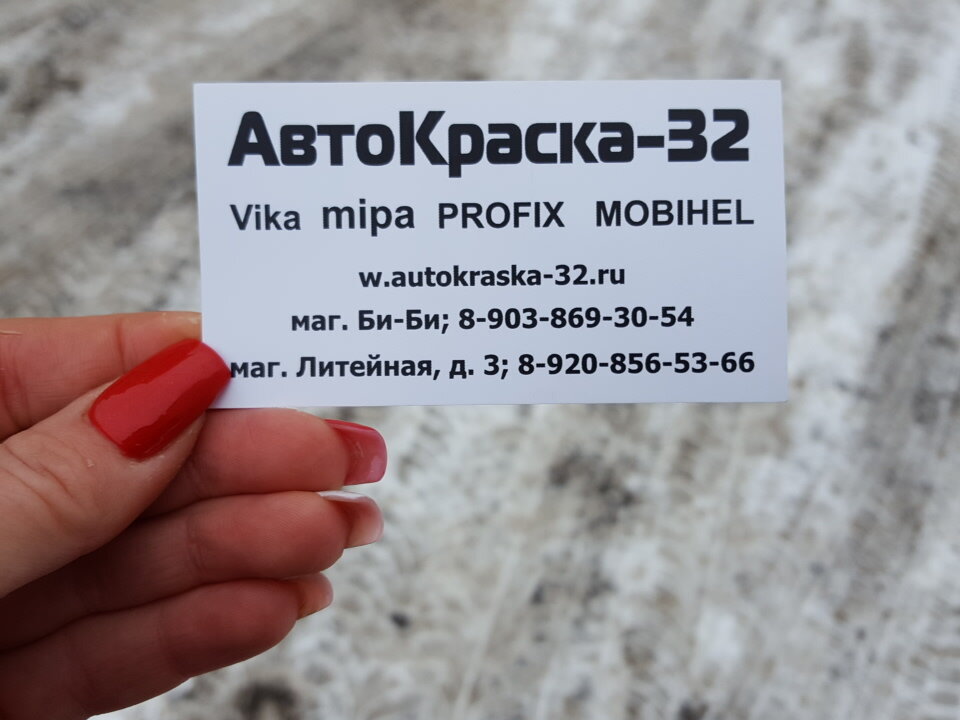 АвтоКраска-32
Vika mipa PROFIX MOBIHEL
w.autokraska-32.ru
маг. Би-Би; 8-903-869-30-54
маг. Литейная, д. 3; 8-920-856-53-66